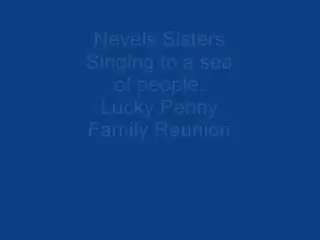 Nevels Sisters
Singing to a sea
of people.
Lucky Penny
Family Reunion